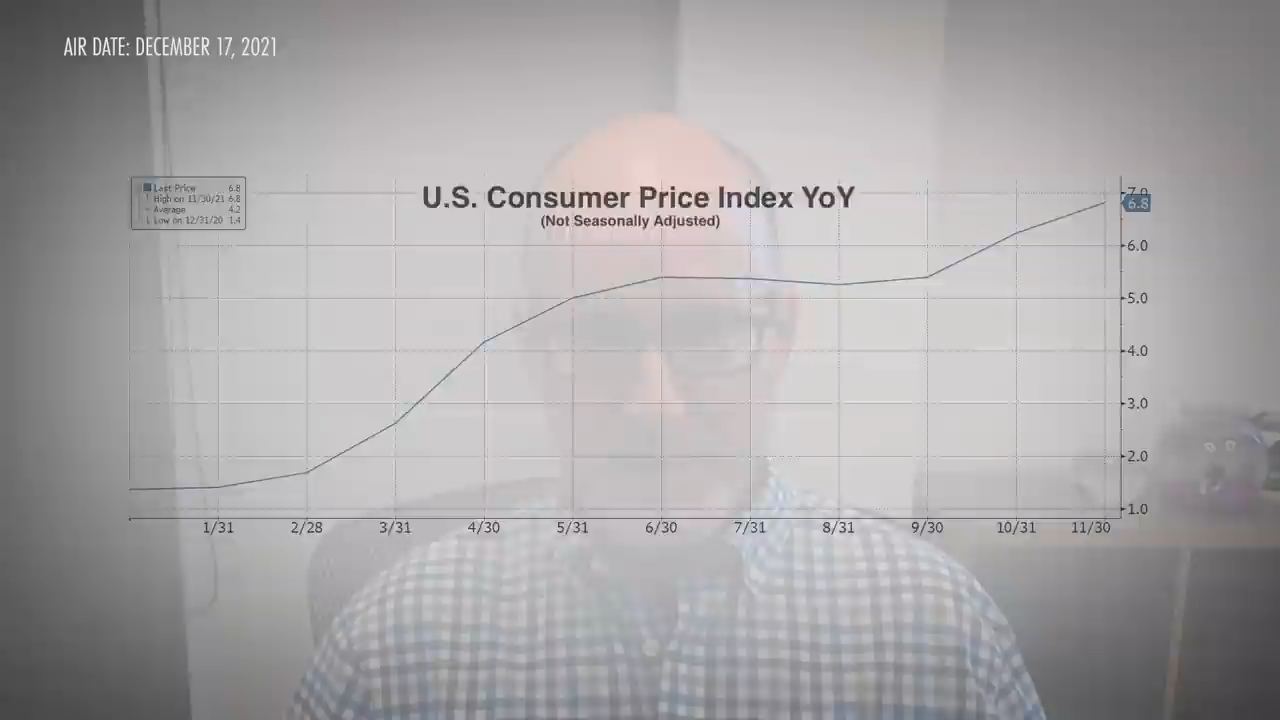 AIR DATE: DECEMBER 17, 2021
U.S. Consumer Price Index YoY
(Not Seasonally Adjusted)
Last Price 6.8
High on 11/30/21 6.8
Average 4.2
Low on 12/31/20 1.4
7.0
6.8
6.0
5.0
4.0
3.0
2.0
1.0
1/31 2/28 3/31 4/30 5/31 6/30 7/31 8/31 9/30 10/31 11/30